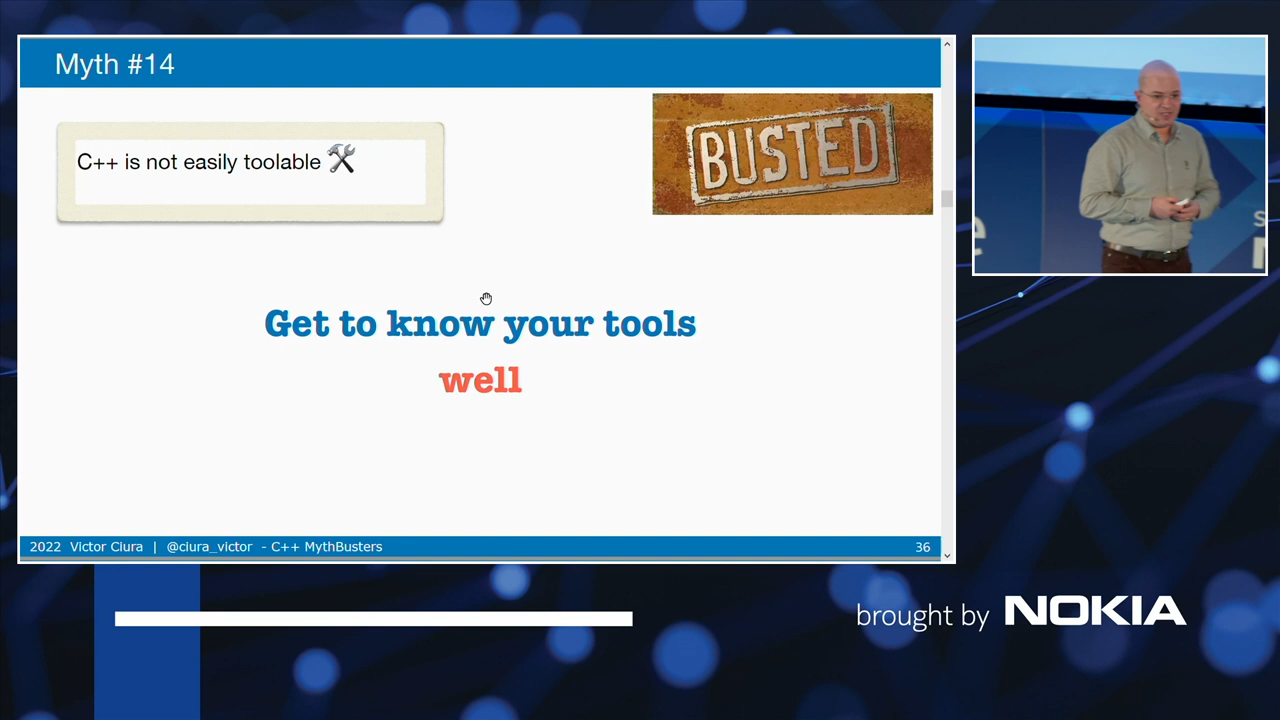 Myth #14
C++ is not easily toolable
BUSTED
Get to know your tools
well
2022 Victor Ciura | @ciura_victor - C++ MythBusters
36
brought by NOKIA